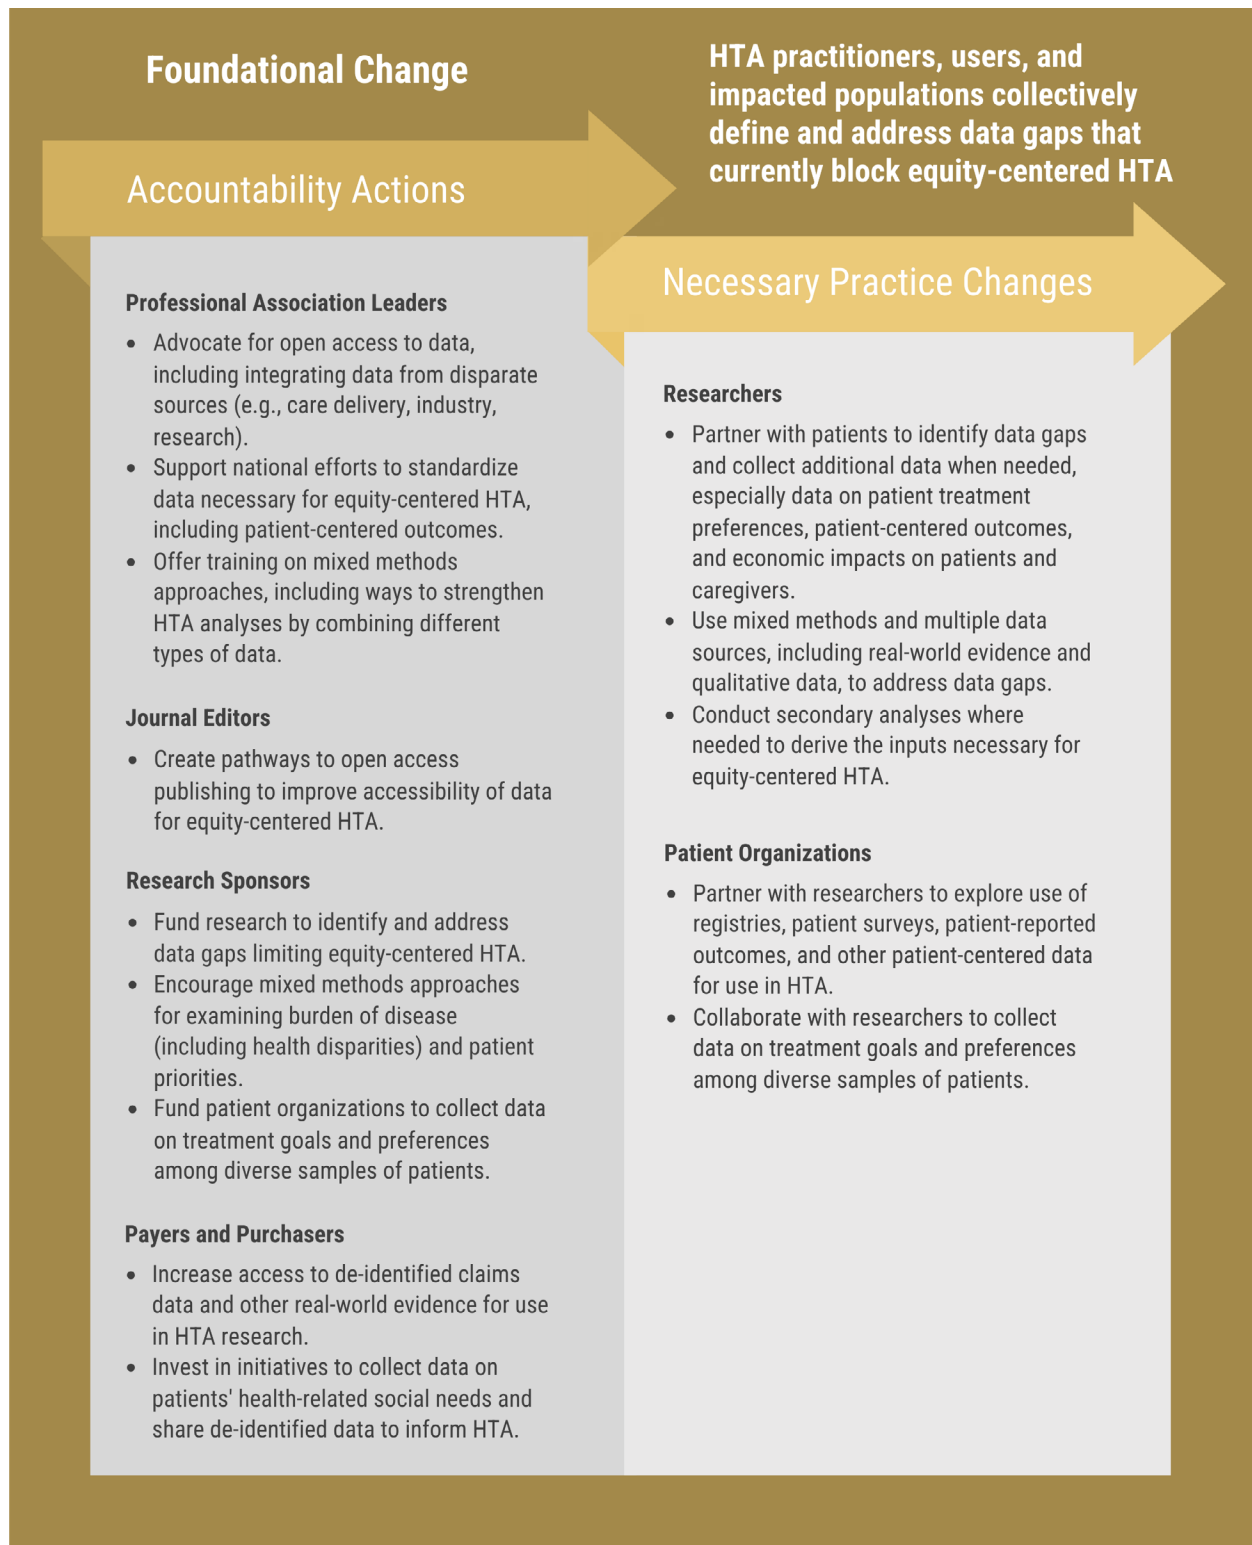 Foundational Change
HTA practitioners, users, and
impacted populations collectively
define and address data gaps that
currently block equity-centered HTA
Accountability Actions
Professional Association Leaders
• Advocate for open access to data,
including integrating data from disparate
sources (e.g., care delivery, industry,
research).
• Support national efforts to standardize
data necessary for equity-centered HTA,
including patient-centered outcomes.
• Offer training on mixed methods
approaches, including ways to strengthen
HTA analyses by combining different
types of data.
Journal Editors
• Create pathways to open access
publishing to improve accessibility of data
for equity-centered HTA.
Research Sponsors
• Fund research to identify and address
data gaps limiting equity-centered HTA.
• Encourage mixed methods approaches
for examining burden of disease
(including health disparities) and patient
priorities.
• Fund patient organizations to collect data
on treatment goals and preferences
among diverse samples of patients.
Payers and Purchasers
• Increase access to de-identified claims
data and other real-world evidence for use
in HTA research.
• Invest in initiatives to collect data on
patients' health-related social needs and
share de-identified data to inform HTA.
Necessary Practice Changes
Researchers
• Partner with patients to identify data gaps
and collect additional data when needed,
especially data on patient treatment
preferences, patient-centered outcomes,
and economic impacts on patients and
caregivers.
• Use mixed methods and multiple data
sources, including real-world evidence and
qualitative data, to address data gaps.
• Conduct secondary analyses where
needed to derive the inputs necessary for
equity-centered HTA.
Patient Organizations
• Partner with researchers to explore use of
registries, patient surveys, patient-reported
outcomes, and other patient-centered data
for use in HTA.
• Collaborate with researchers to collect
data on treatment goals and preferences
among diverse samples of patients.